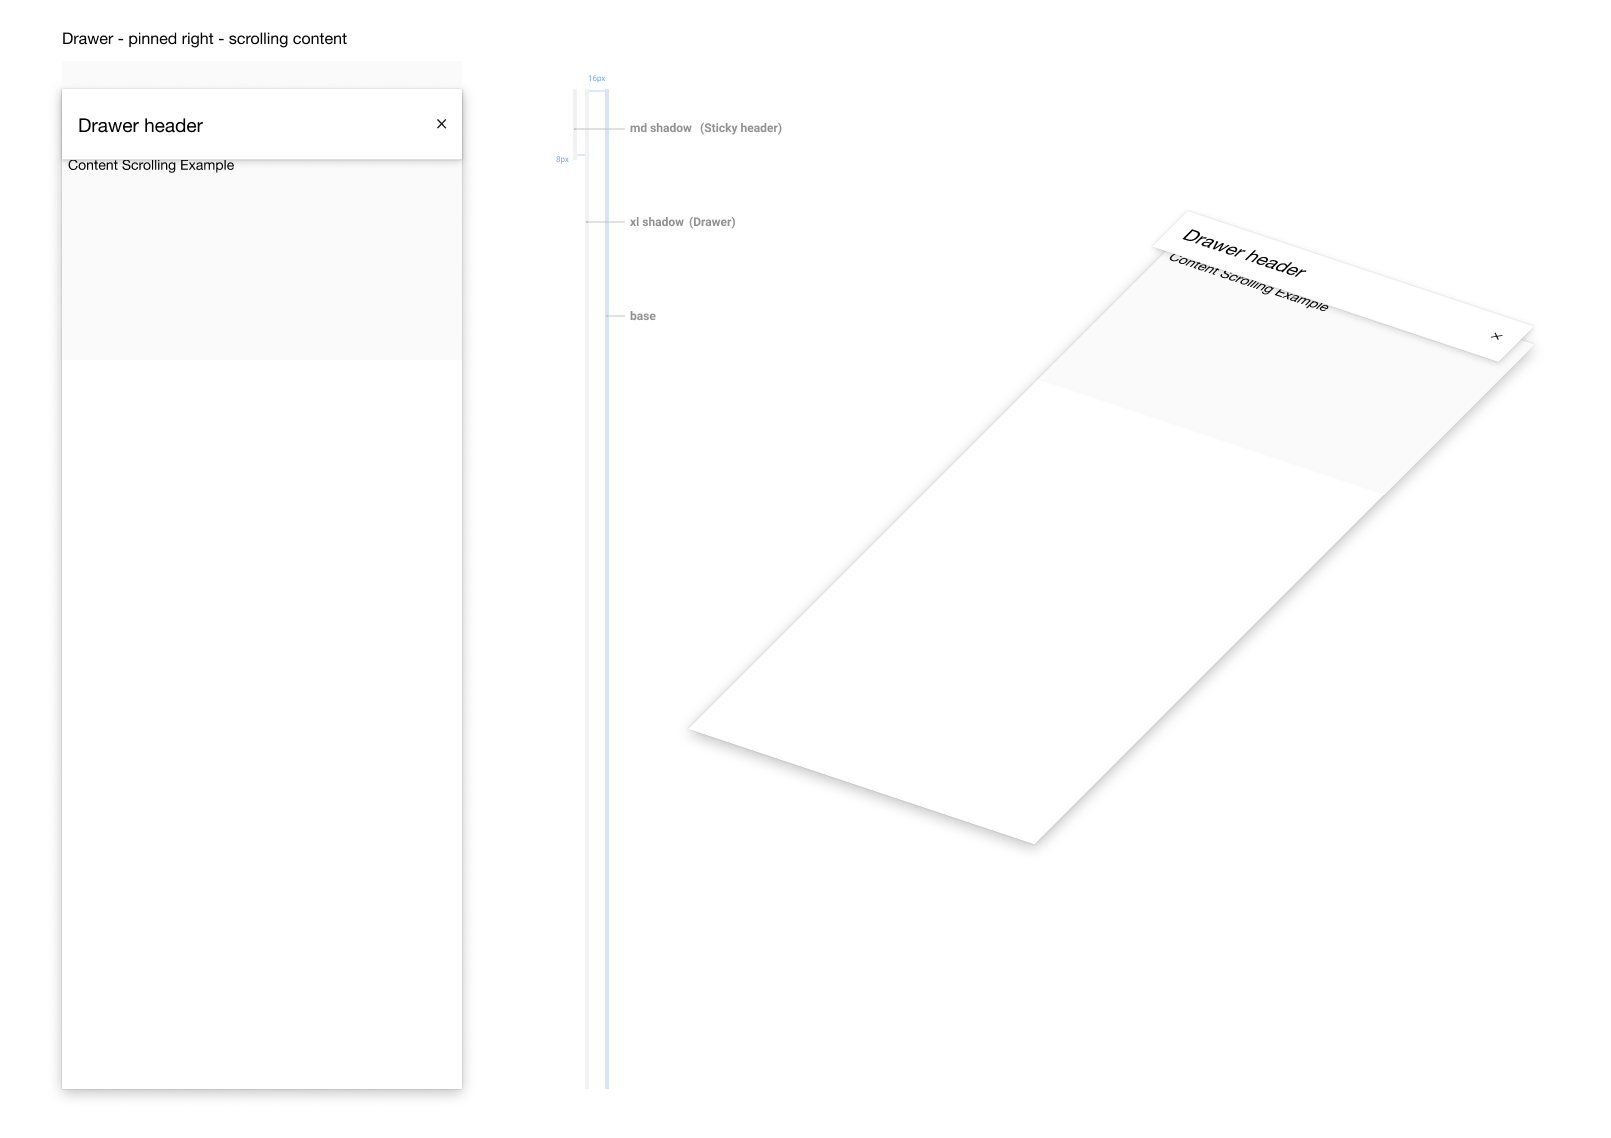 Drawer - pinned right - scrolling content
Drawer header
×
Content Scrolling Example
16px
md shadow (Sticky header)
8px
xl shadow (Drawer)
base
Drawer header
Content Scrolling Example
×